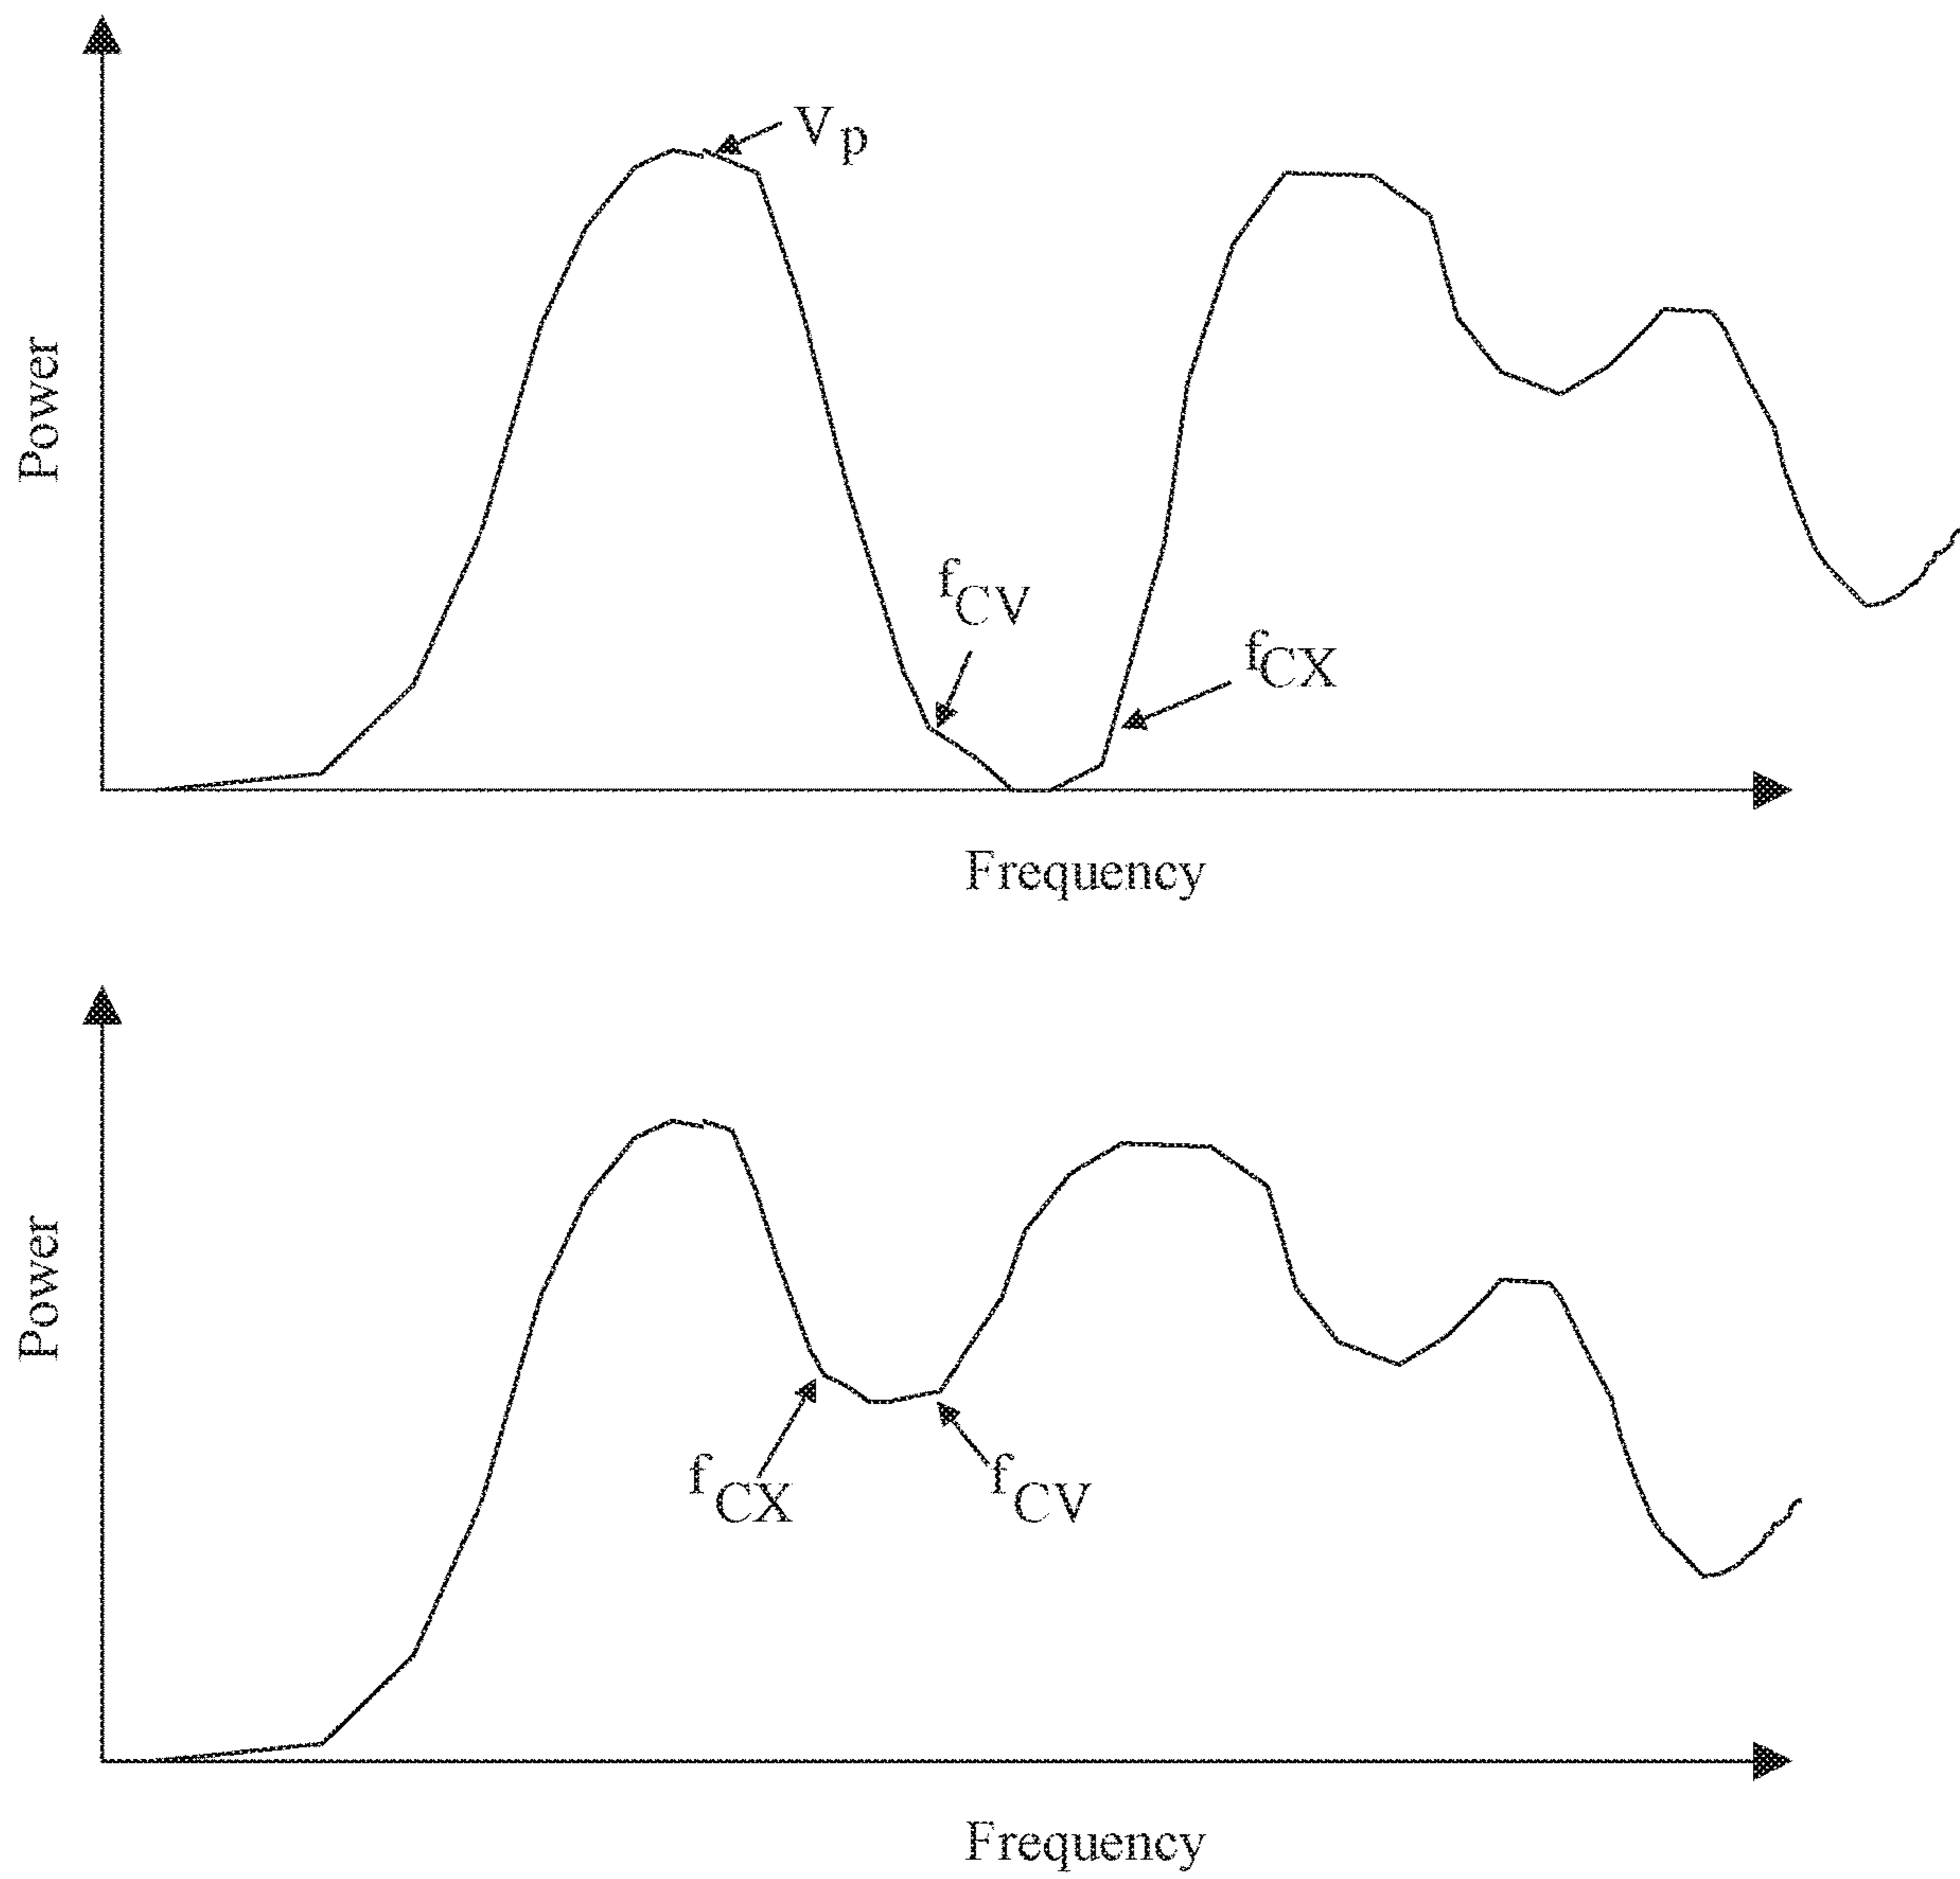 Vp
Power
fCV
fCX
Frequency
Power
fCX
fCV
Frequency